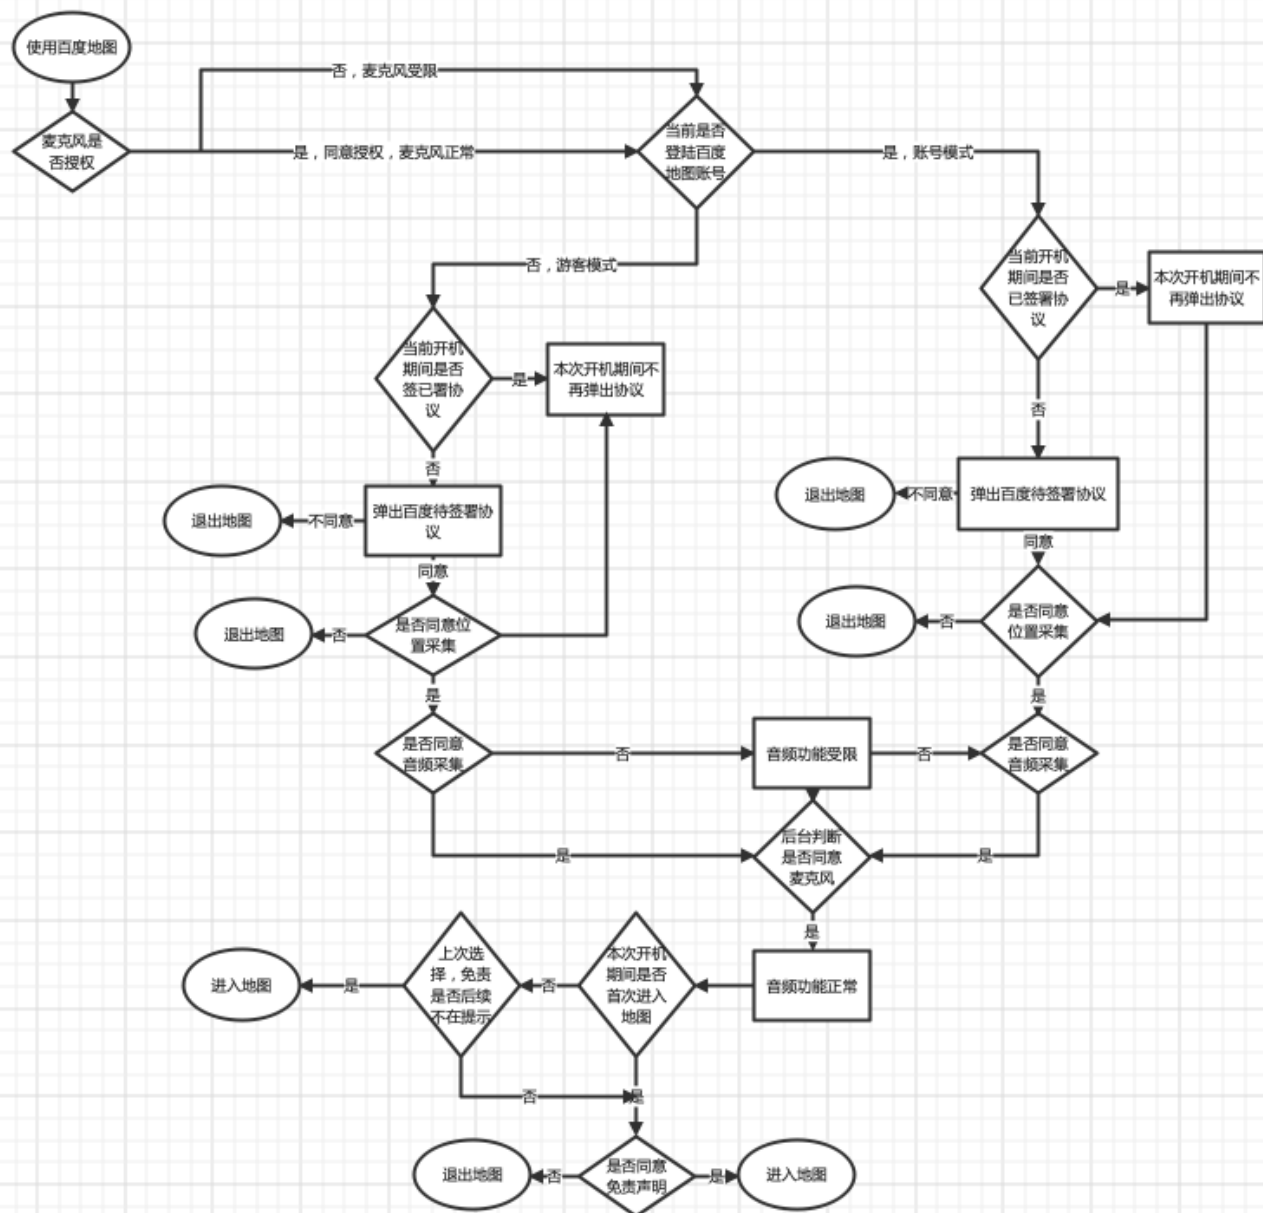 使用百度地图
否，麦克风受限
麦克风是
否授权
是，同意授权，麦克风正常
当前是否
登陆百度
地图账号
是，账号模式
否，游客模式
当前开机
期间是否
已签署协
议
是
本次开机期间不
再弹出协议
当前开机
期间是否
签已署协
议
是
本次开机期间不
再弹出协议
否
否
退出地图
不同意
弹出百度待签署协
议
退出地图
不同意
弹出百度待签署协议
同意
同意
退出地图
否
是否同意位
置采集
退出地图
否
是否同意
位置采集
是
是
是否同意
音频采集
否
音频功能受限
否
是否同意
音频采集
是
后台判断
是否同意
麦克风
是
是
进入地图
是
上次选
择，免责
是否后续
不在提示
否
本次开机
期间是否
首次进入
地图
音频功能正常
否
是
退出地图
否
是否同意
免责声明
是
进入地图